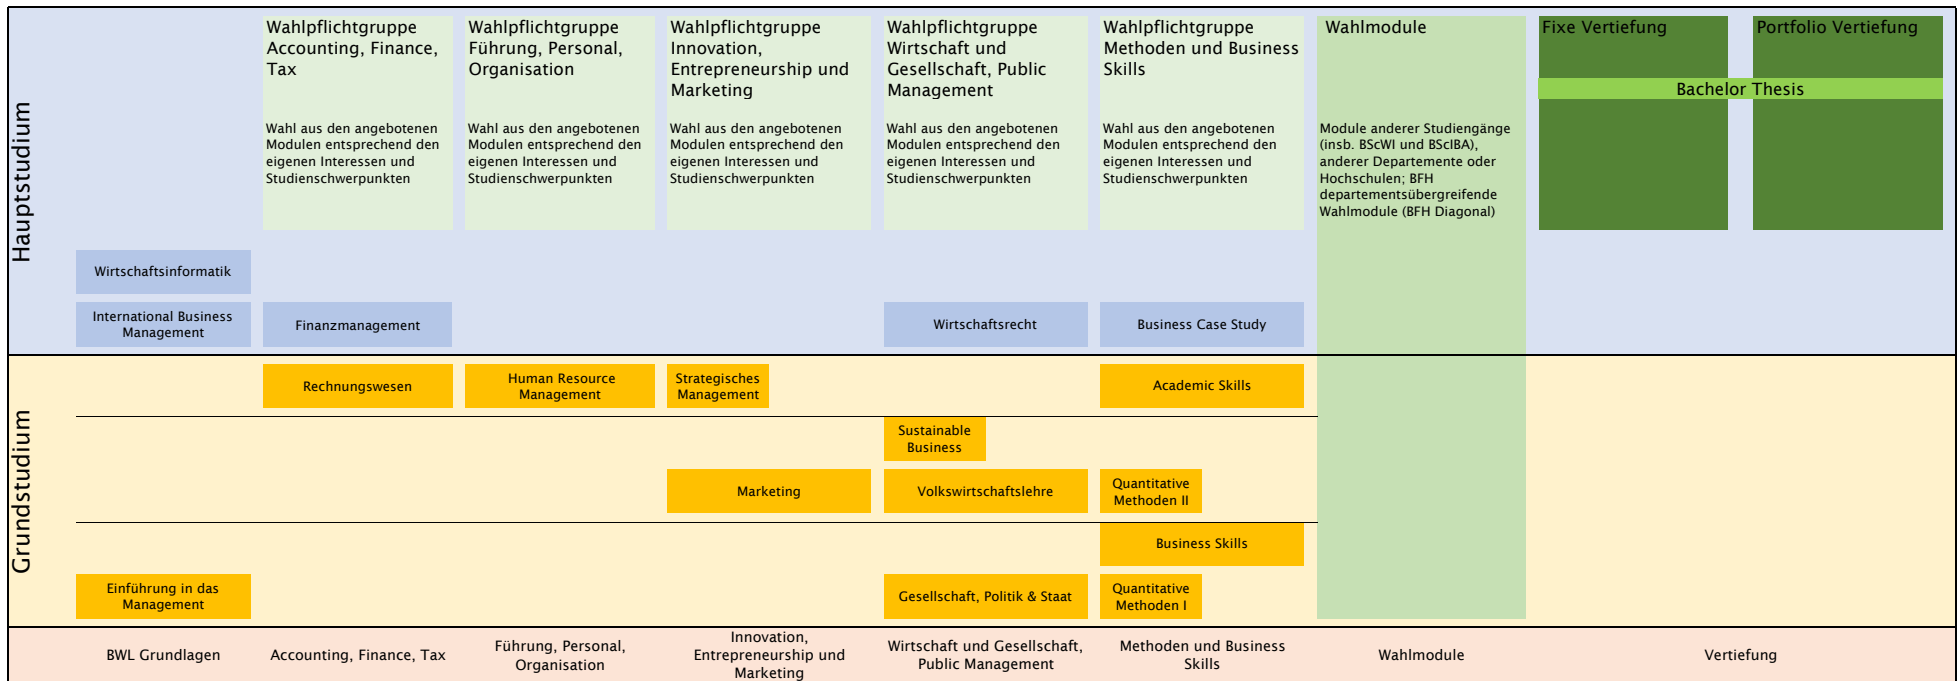 Hauptstudium
Wahlpflichtgruppe
Accounting, Finance,
Tax
Wahl aus den angebotenen
Modulen entsprechend den
eigenen Interessen und
Studienschwerpunkten
Wahlpflichtgruppe
Führung, Personal,
Organisation
Wahl aus den angebotenen
Modulen entsprechend den
eigenen Interessen und
Studienschwerpunkten
Wahlpflichtgruppe
Innovation,
Entrepreneurship und
Marketing
Wahl aus den angebotenen
Modulen entsprechend den
eigenen Interessen und
Studienschwerpunkten
Wahlpflichtgruppe
Wirtschaft und
Gesellschaft, Public
Management
Wahl aus den angebotenen
Modulen entsprechend den
eigenen Interessen und
Studienschwerpunkten
Wahlpflichtgruppe
Methoden und Business
Skills
Wahl aus den angebotenen
Modulen entsprechend den
eigenen Interessen und
Studienschwerpunkten
Wahlmodule
Module anderer Studiengänge
(insb. BScWI und BScIBA),
anderer Departemente oder
Hochschulen; BFH
departementsübergreifende
Wahlmodule (BFH Diagonal)
Fixe Vertiefung
Portfolio Vertiefung
Bachelor Thesis
Wirtschaftsinformatik
International Business
Management
Finanzmanagement
Wirtschaftsrecht
Business Case Study
Grundstudium
Rechnungswesen
Human Resource
Management
Strategisches
Management
Academic Skills
Sustainable
Business
Marketing
Volkswirtschaftslehre
Quantitative
Methoden II
Business Skills
Einführung in das
Management
Gesellschaft, Politik & Staat
Quantitative
Methoden I
BWL Grundlagen
Accounting, Finance, Tax
Führung, Personal,
Organisation
Innovation,
Entrepreneurship und
Marketing
Wirtschaft und Gesellschaft,
Public Management
Methoden und Business
Skills
Wahlmodule
Vertiefung